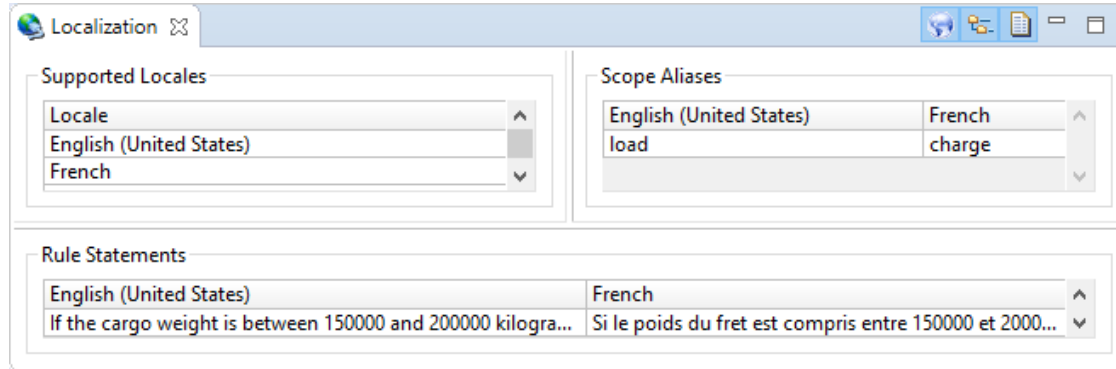 Localization
Supported Locales
Locale
English (United States)
French
Scope Aliases
English (United States) French
load charge
Rule Statements
English (United States) French
If the cargo weight is between 150000 and 200000 kilogra... Si le poids du fret est compris entre 150000 et 2000...